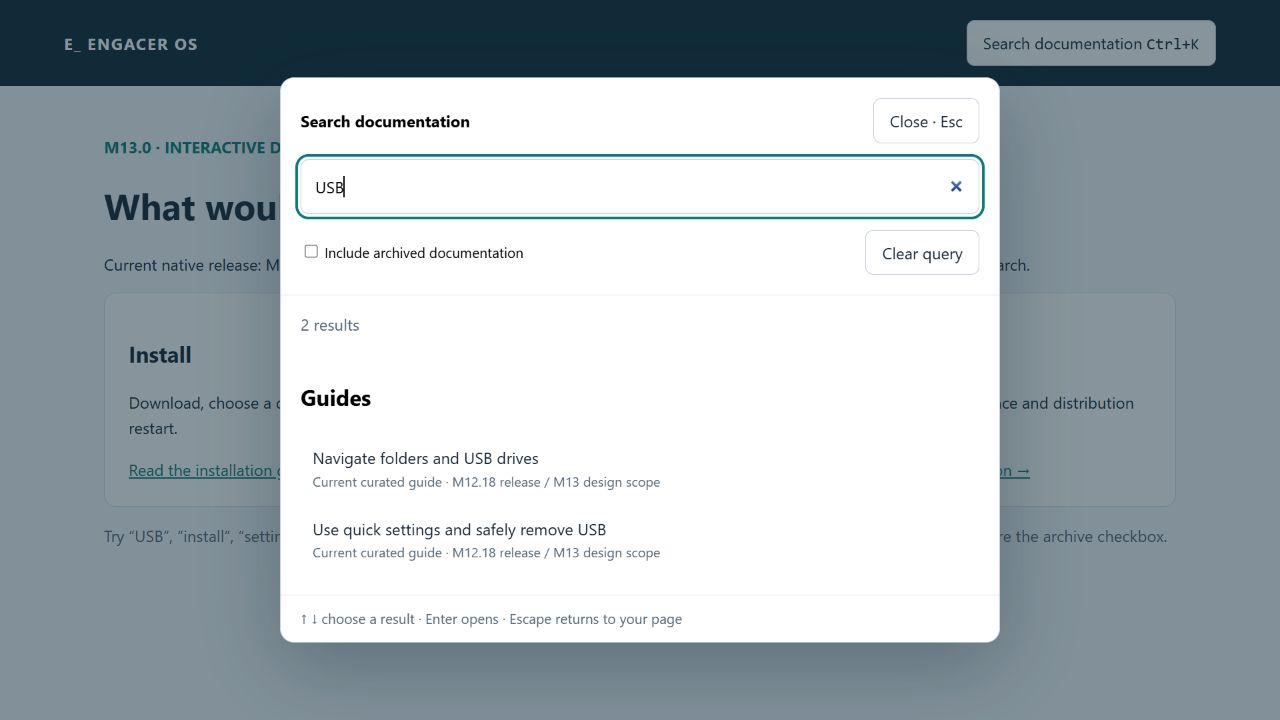 E_ ENGACER OS
Search documentation Ctrl+K
Search documentation
Close · Esc
M13.0 · INTERACTIVE D
USB
What wou
Include archived documentation
Clear query
Current native release: M
arch.
2 results
Install
Guides
Download, choose a
ce and distribution
restart.
Navigate folders and USB drives
Read the installation
→
Current curated guide · M12.18 release / M13 design scope
Use quick settings and safely remove USB
Try “USB”, “install”,
the archive checkbox.
Current curated guide · M12.18 release / M13 design scope
↑ ↓ choose a result · Enter opens · Escape returns to your page